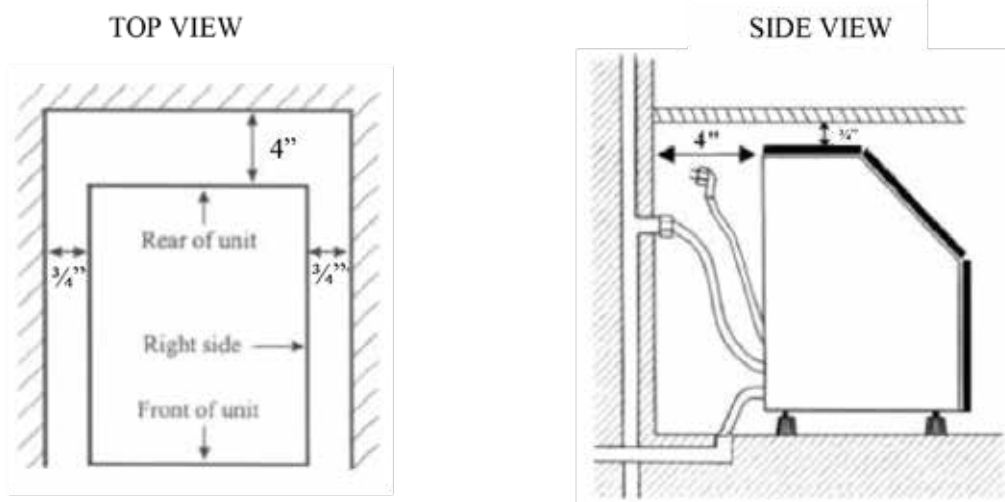 TOP VIEW
4”
Rear of unit
¾”
¾”
Right side
Front of unit
SIDE VIEW
4"
¾"